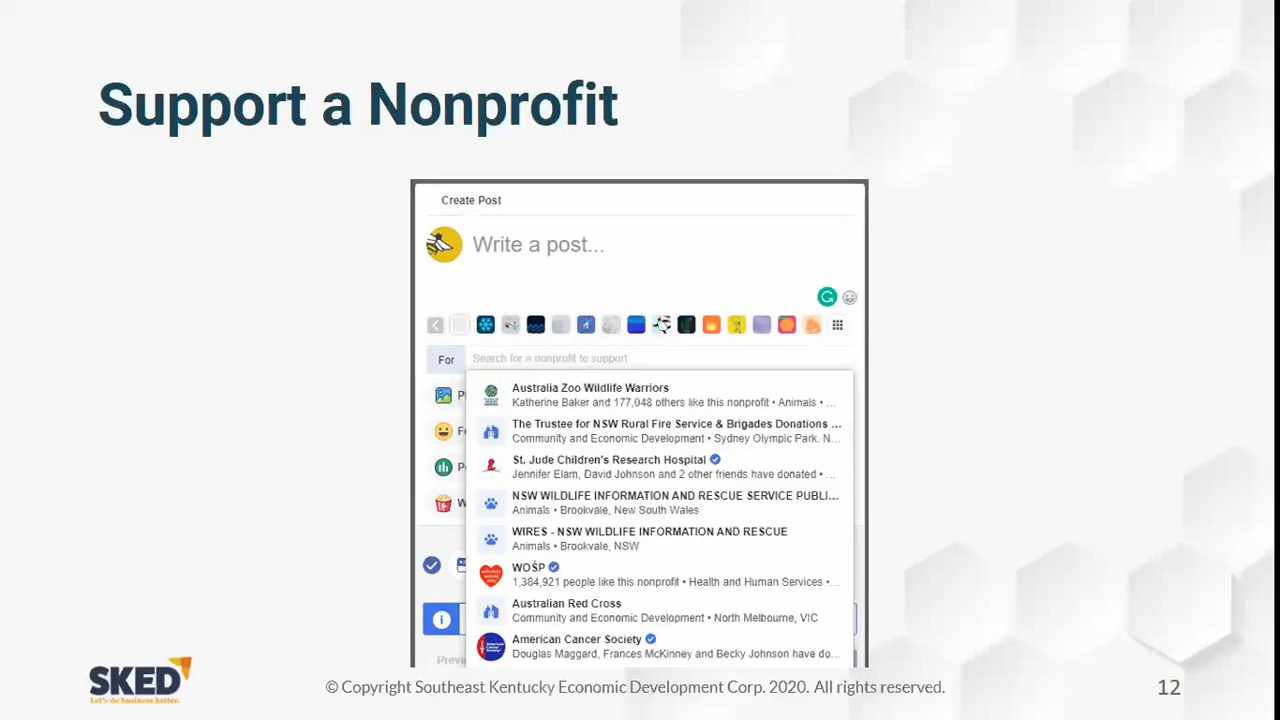 Support a Nonprofit
Create Post
Write a post...
For
Search for a nonprofit to support
Australia Zoo Wildlife Warriors
Katherine Baker and 177,048 others like this nonprofit • Animals • ...
The Trustee for NSW Rural Fire Service & Brigades Donations ...
Community and Economic Development • Sydney Olympic Park, N...
St. Jude Children's Research Hospital
Jennifer Elam, David Johnson and 2 other friends have donated • ...
NSW WILDLIFE INFORMATION AND RESCUE SERVICE PUBLI...
Animals • Brookvale, New South Wales
WIRES - NSW WILDLIFE INFORMATION AND RESCUE
Animals • Brookvale, NSW
WOŚP
1,384,921 people like this nonprofit • Health and Human Services • ...
Australian Red Cross
Community and Economic Development • North Melbourne, VIC
American Cancer Society
Douglas Maggard, Frances McKinney and Becky Johnson have do...
SKED
Let's do business better.
© Copyright Southeast Kentucky Economic Development Corp. 2020. All rights reserved.
12